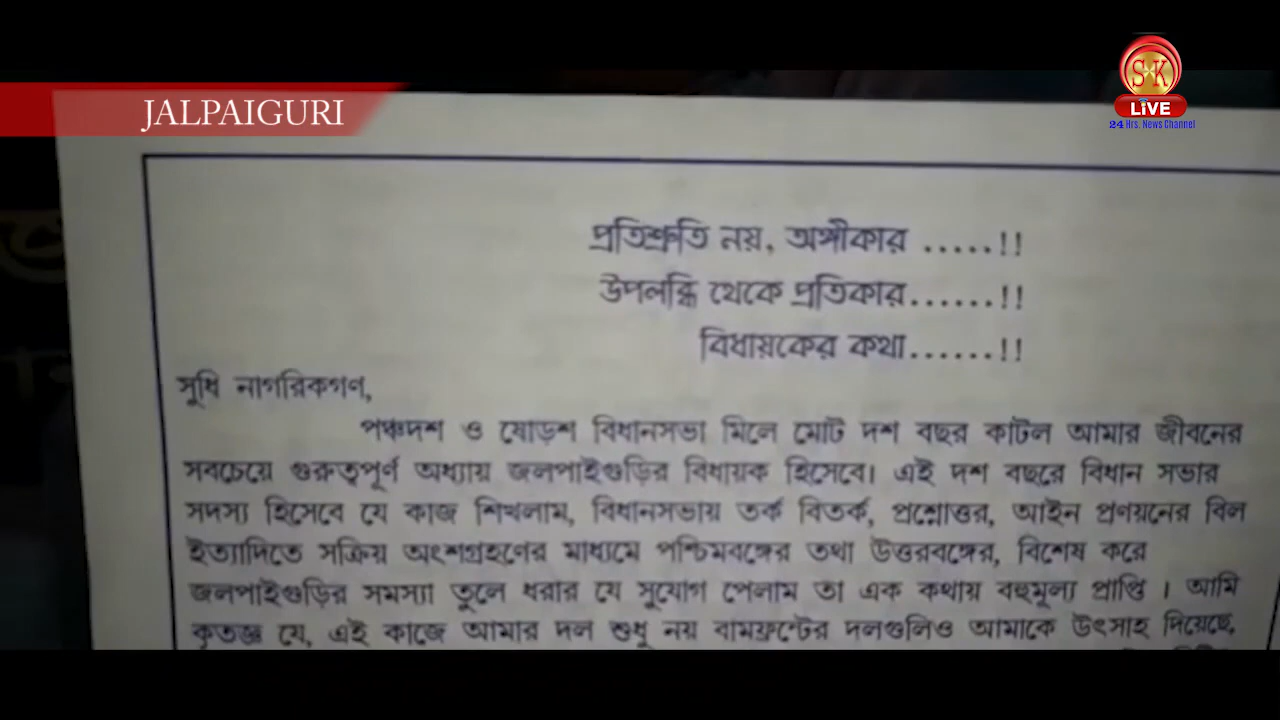 JALPAIGURI
S K
LIVE
24 Hrs. News Channel
প্রতিশ্রুতি নয়, অঙ্গীকার .....!!
উপলব্ধি থেকে প্রতিকার......!!
বিধায়কের কথা......!!
সুধি নাগরিকগণ,
পঞ্চদশ ও ষোড়শ বিধানসভা মিলে মোট দশ বছর কাটল আমার জীবনের
সবচেয়ে গুরুত্বপূর্ণ অধ্যায় জলপাইগুড়ির বিধায়ক হিসেবে। এই দশ বছরে বিধান সভার
সদস্য হিসেবে যে কাজ শিখলাম, বিধানসভায় তর্ক বিতর্ক, প্রশ্নোত্তর, আইন প্রণয়নের বিল
ইত্যাদিতে সক্রিয় অংশগ্রহণের মাধ্যমে পশ্চিমবঙ্গের তথা উত্তরবঙ্গের, বিশেষ করে
জলপাইগুড়ির সমস্যা তুলে ধরার যে সুযোগ পেলাম তা এক কথায় বহুমূল্য প্রাপ্তি । আমি
কৃতজ্ঞ যে, এই কাজে আমার দল শুধু নয় বামফ্রন্টের দলগুলিও আমাকে উৎসাহ দিয়েছে,